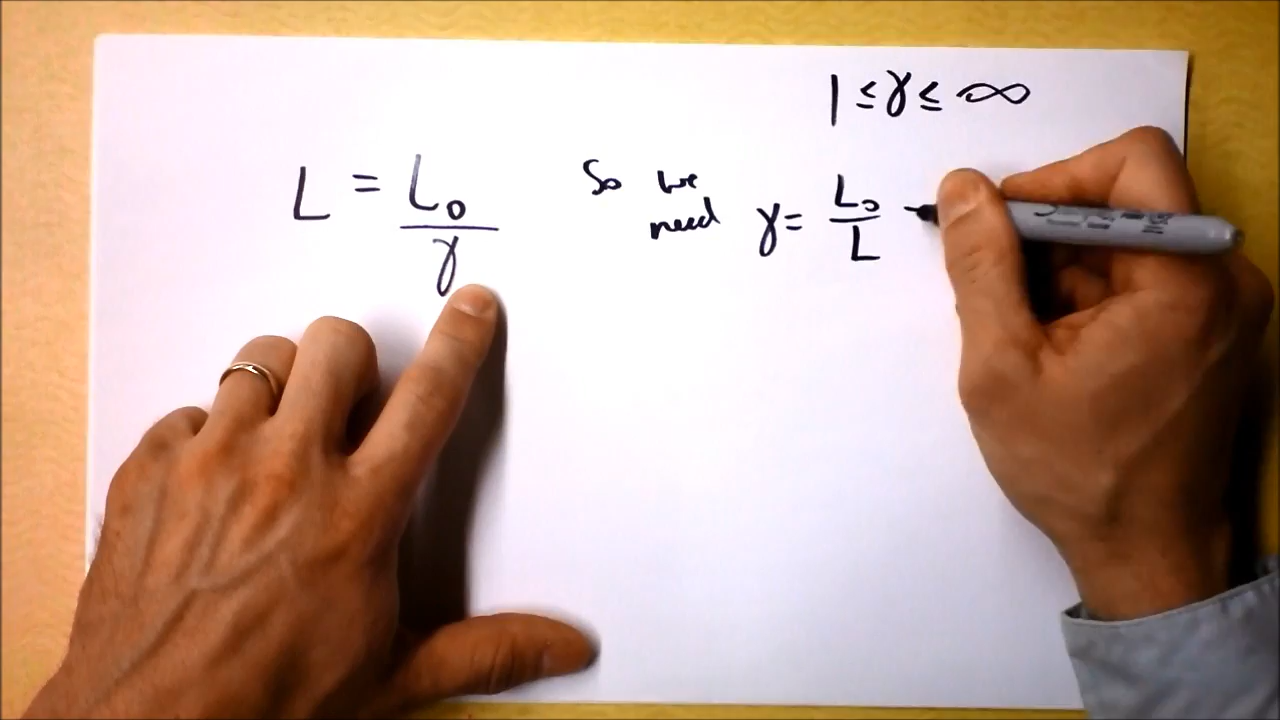 1 ≤ γ ≤ ∞
L = L₀/γ
So we
need γ = L₀/L